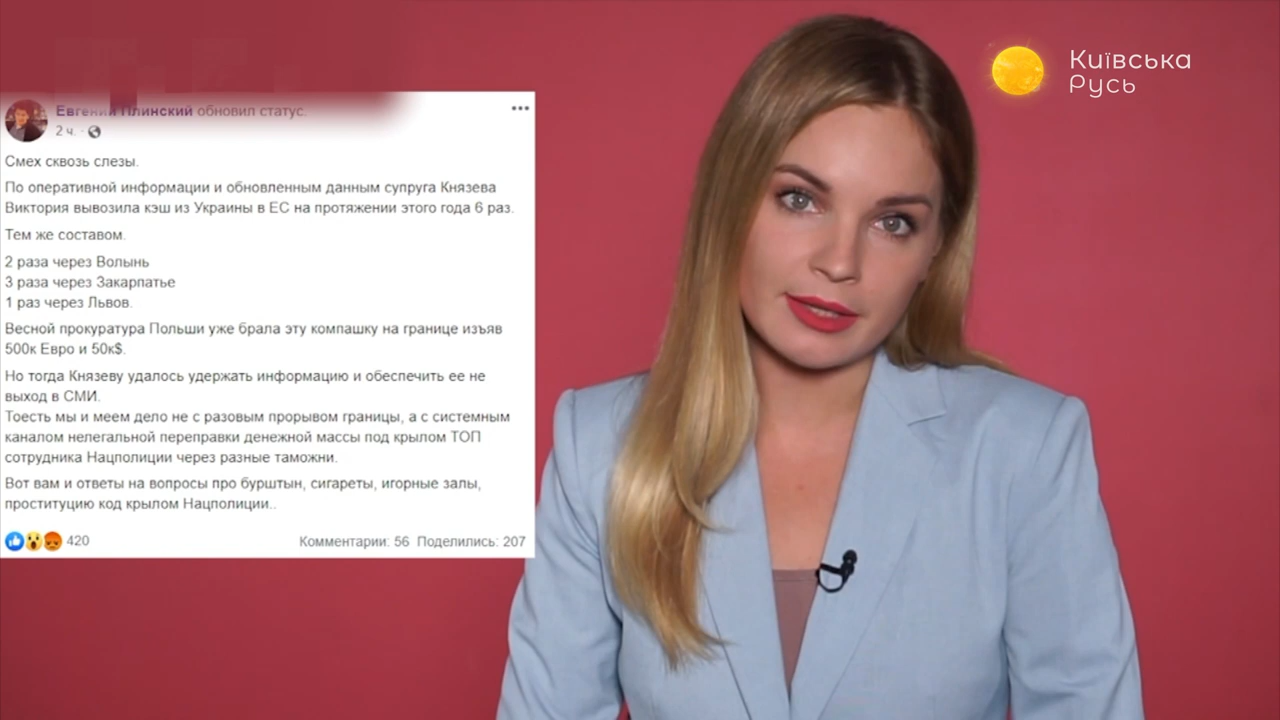 Київська
Русь
Евгений Плинский обновил статус.
2 ч.
Смех сквозь слезы.
По оперативной информации и обновленным данным супруга Князева
Виктория вывозила кэш из Украины в ЕС на протяжении этого года 6 раз.
Тем же составом.
2 раза через Волынь
3 раза через Закарпатье
1 раз через Львов.
Весной прокуратура Польши уже брала эту компашку на границе изъяв
500к Евро и 50к$.
Но тогда Князеву удалось удержать информацию и обеспечить ее не
выход в СМИ.
Тоесть мы и меем дело не с разовым прорывом границы, а с системным
каналом нелегальной переправки денежной массы под крылом ТОП
сотрудника Нацполиции через разные таможни.
Вот вам и ответы на вопросы про бурштын, сигареты, игорные залы,
проституцию код крылом Нацполиции..
420
Комментарии: 56 Поделились: 207